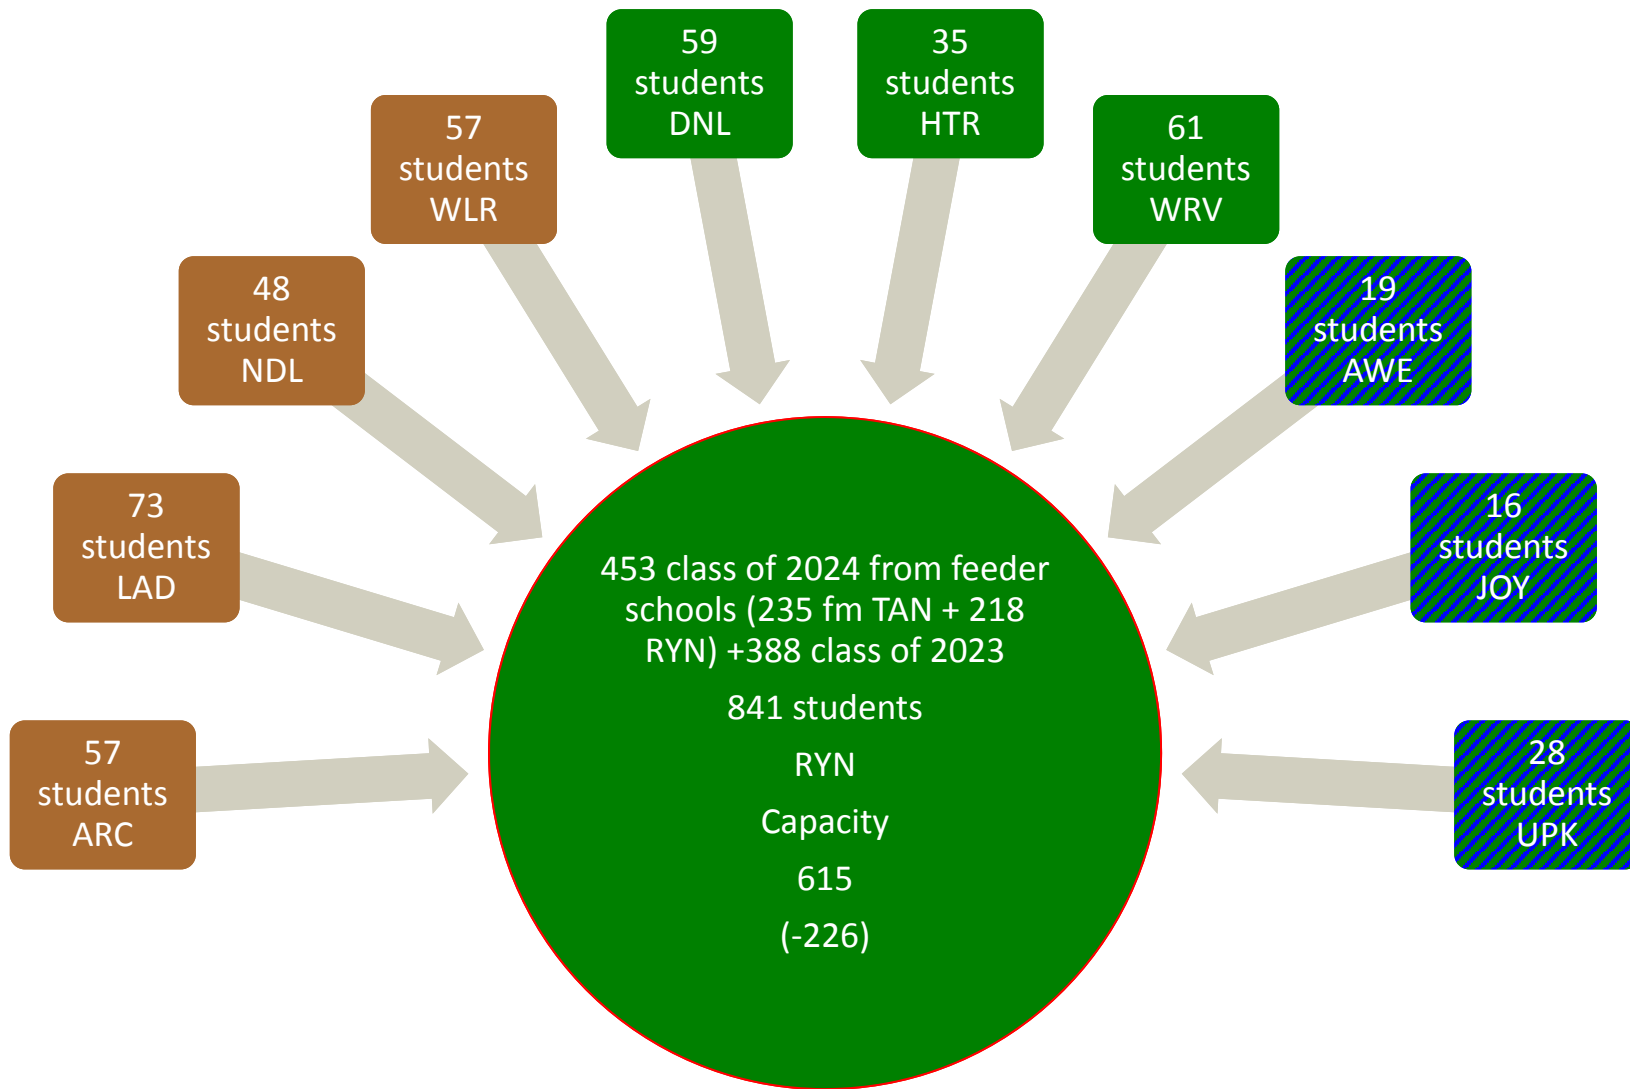 57
students
ARC
73
students
LAD
48
students
NDL
57
students
WLR
59
students
DNL
35
students
HTR
61
students
WRV
19
students
AWE
16
students
JOY
28
students
UPK
453 class of 2024 from feeder
schools (235 fm TAN + 218
RYN) +388 class of 2023
841 students
RYN
Capacity
615
(-226)